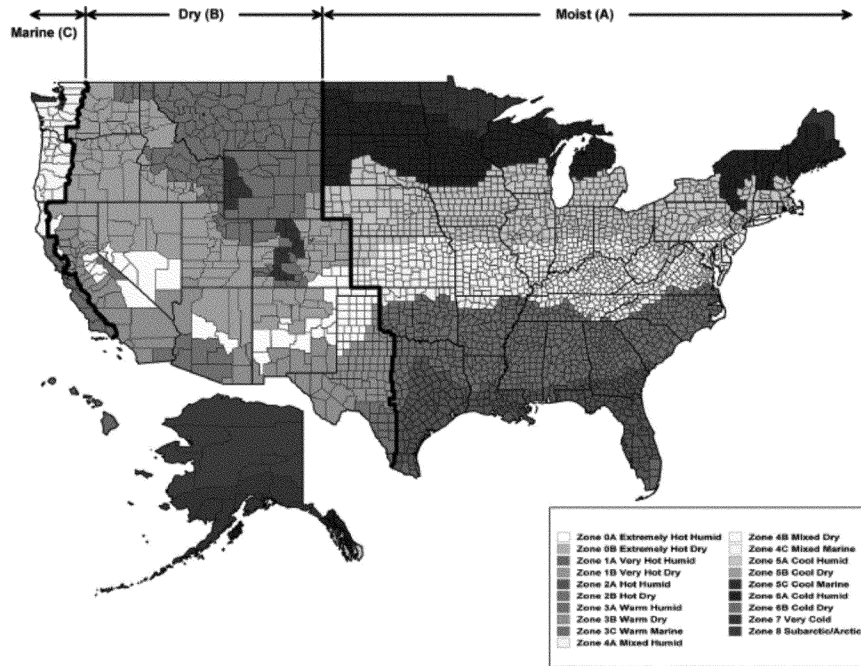 Marine (C)
Dry (B)
Moist (A)
Zone 0A Extremely Hot Humid
Zone 0B Extremely Hot Dry
Zone 1A Very Hot Humid
Zone 1B Very Hot Dry
Zone 2A Hot Humid
Zone 2B Hot Dry
Zone 3A Warm Humid
Zone 3B Warm Dry
Zone 3C Warm Marine
Zone 4A Mixed Humid
Zone 4B Mixed Dry
Zone 4C Mixed Marine
Zone 5A Cool Humid
Zone 5B Cool Dry
Zone 5C Cool Marine
Zone 6A Cold Humid
Zone 6B Cold Dry
Zone 7 Very Cold
Zone 8 Subarctic/Arctic